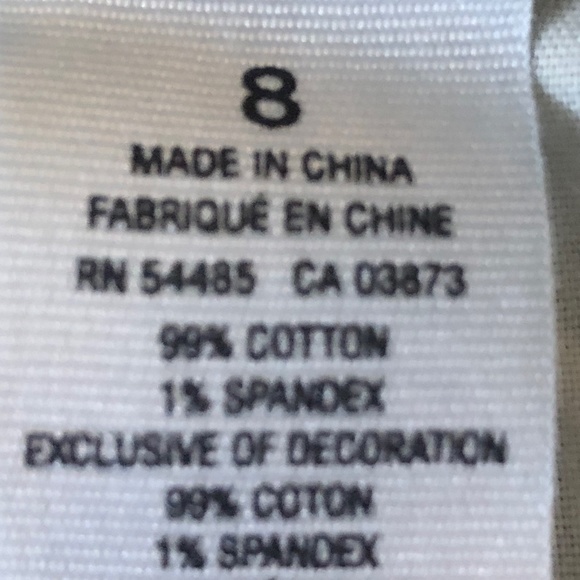 8
MADE IN CHINA
FABRIQUÉ EN CHINE
RN 54485 CA 03873
99% COTTON
1% SPANDEX
EXCLUSIVE OF DECORATION
99% COTON
1% SPANDEX